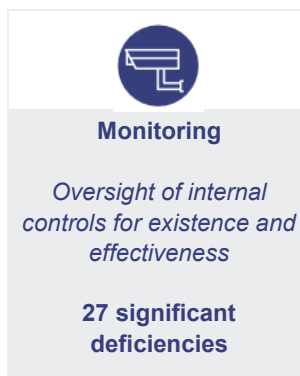 Monitoring
Oversight of internal
controls for existence and
effectiveness
27 significant
deficiencies